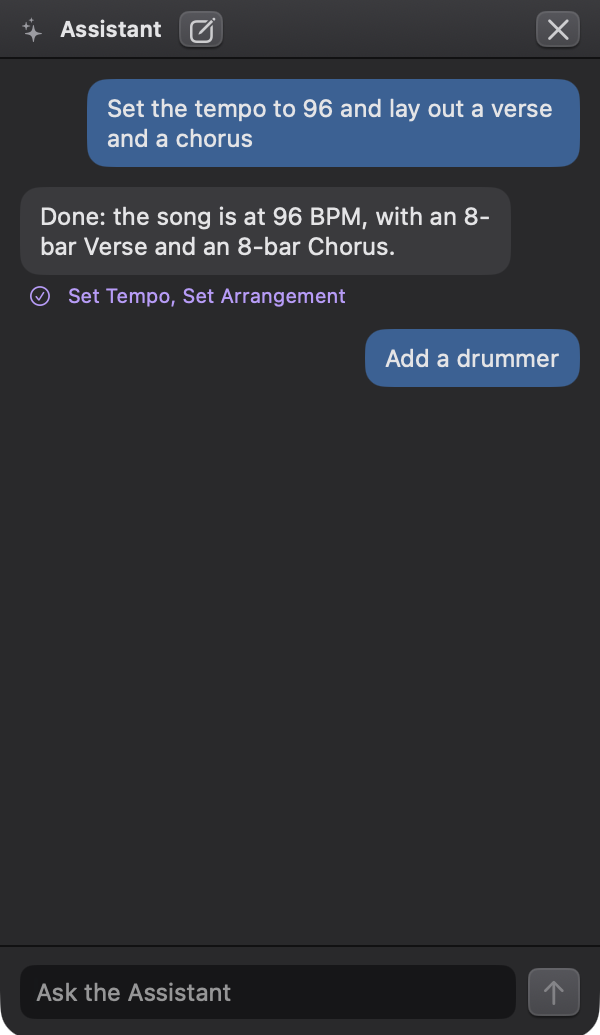 Assistant
Set the tempo to 96 and lay out a verse
and a chorus
Done: the song is at 96 BPM, with an 8-
bar Verse and an 8-bar Chorus.
Set Tempo, Set Arrangement
Add a drummer
Ask the Assistant